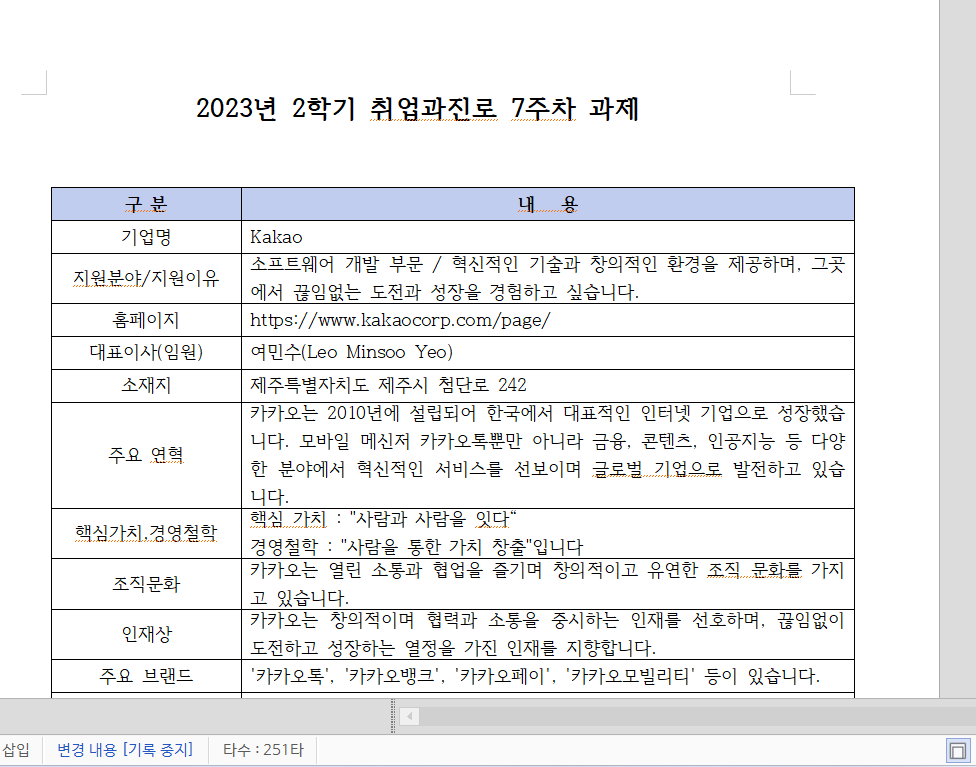 2023년 2학기 취업과진로 7주차 과제
구 분 내 용
기업명 Kakao
지원분야/지원이유 소프트웨어 개발 부문 / 혁신적인 기술과 창의적인 환경을 제공하며, 그곳
에서 끊임없는 도전과 성장을 경험하고 싶습니다.
홈페이지 https://www.kakaocorp.com/page/
대표이사(임원) 여민수(Leo Minsoo Yeo)
소재지 제주특별자치도 제주시 첨단로 242
주요 연혁 카카오는 2010년에 설립되어 한국에서 대표적인 인터넷 기업으로 성장했습
니다. 모바일 메신저 카카오톡뿐만 아니라 금융, 콘텐츠, 인공지능 등 다양
한 분야에서 혁신적인 서비스를 선보이며 글로벌 기업으로 발전하고 있습
니다.
핵심가치,경영철학 핵심 가치 : "사람과 사람을 잇다“
경영철학 : "사람을 통한 가치 창출"입니다
조직문화 카카오는 열린 소통과 협업을 즐기며 창의적이고 유연한 조직 문화를 가지
고 있습니다.
인재상 카카오는 창의적이며 협력과 소통을 중시하는 인재를 선호하며, 끊임없이
도전하고 성장하는 열정을 가진 인재를 지향합니다.
주요 브랜드 '카카오톡', '카카오뱅크', '카카오페이', '카카오모빌리티' 등이 있습니다.
삽입 변경 내용 [기록 중지] 타수 : 251타